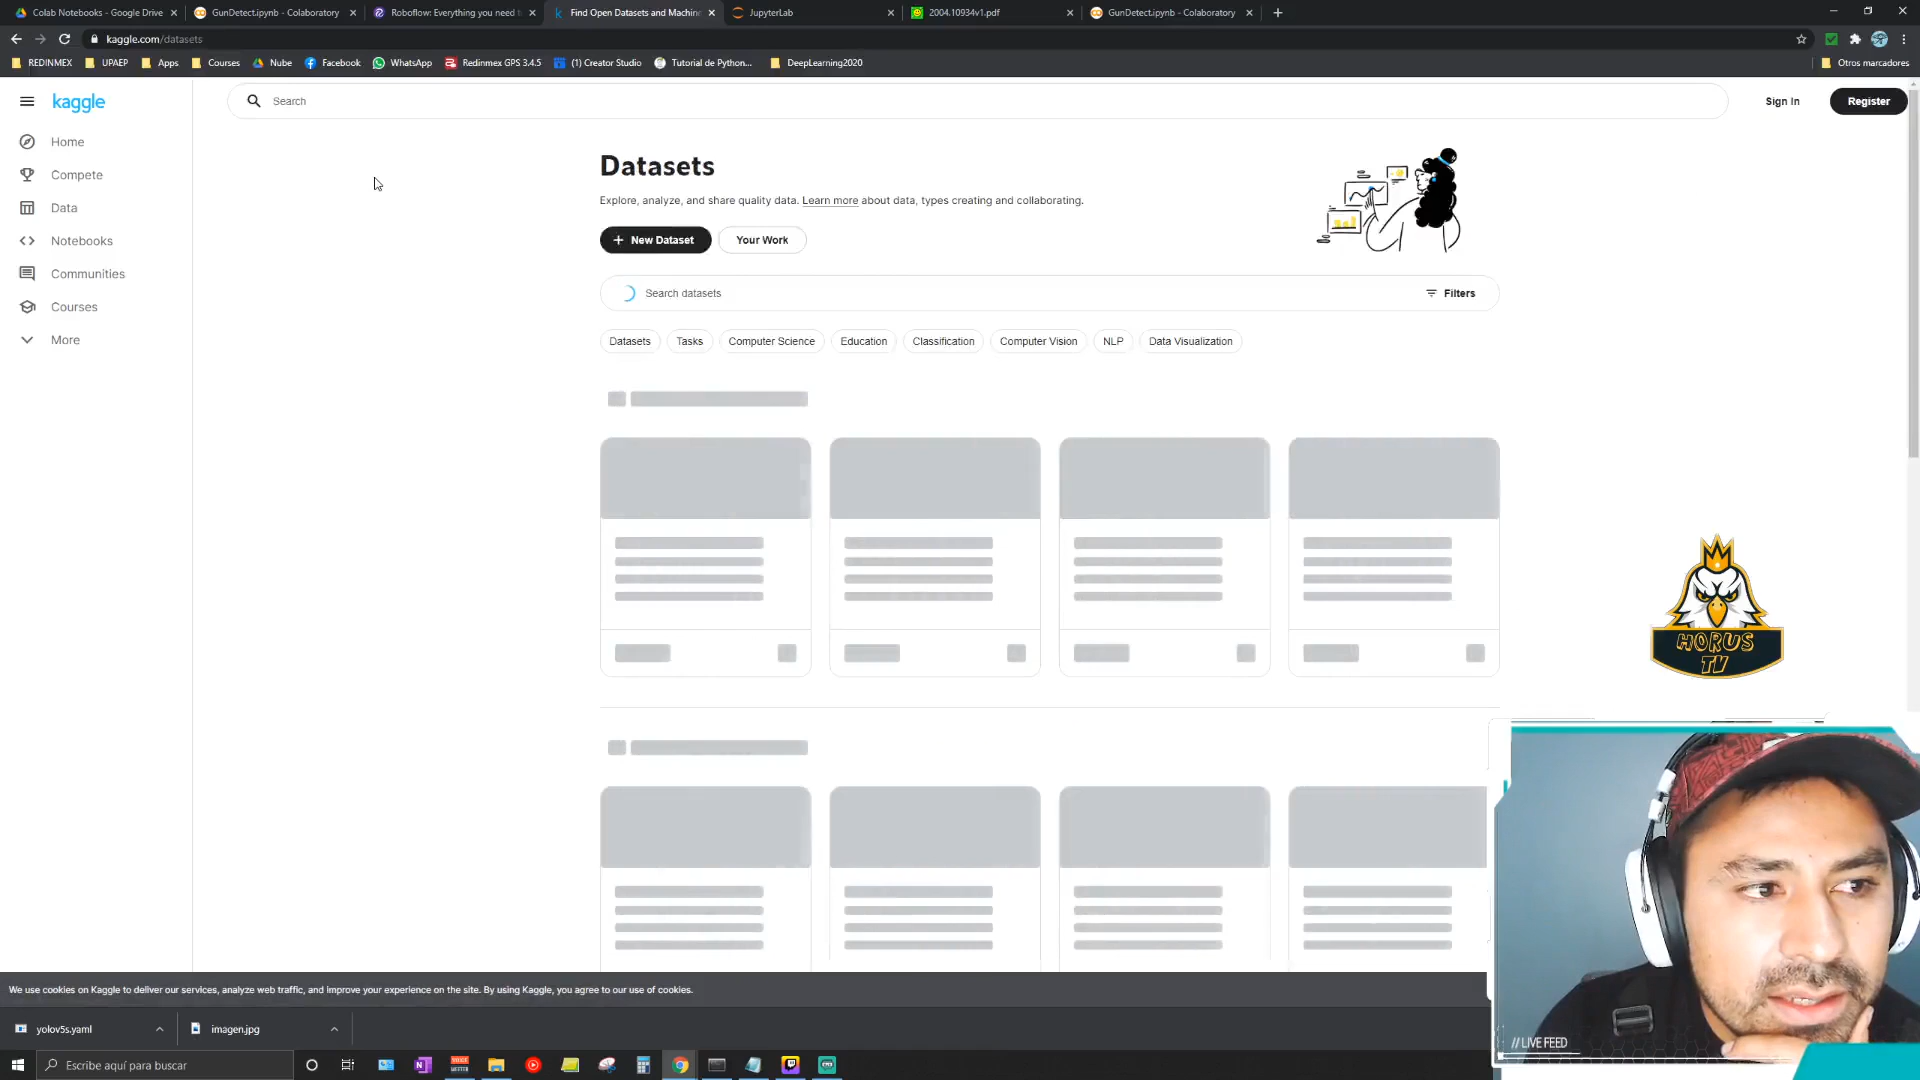 Colab Notebooks - Google Drive
GunDetect.ipynb - Colaboratory
Roboflow: Everything you need t
Find Open Datasets and Machine
JupyterLab
2004.10934v1.pdf
GunDetect.ipynb - Colaboratory
kaggle.com/datasets
REDINMEX
UPAEP
Apps
Courses
Nube
Facebook
WhatsApp
Redinmex GPS 3.4.5
(1) Creator Studio
Tutorial de Python...
DeepLearning2020
Otros marcadores
kaggle
Search
Sign In
Register
Home
Compete
Data
Notebooks
Communities
Courses
More
Datasets
Explore, analyze, and share quality data. Learn more about data, types creating and collaborating.
New Dataset
Your Work
Search datasets
Filters
Datasets
Tasks
Computer Science
Education
Classification
Computer Vision
NLP
Data Visualization
HORUS
TV
We use cookies on Kaggle to deliver our services, analyze web traffic, and improve your experience on the site. By using Kaggle, you agree to our use of cookies.
yolov5s.yaml
imagen.jpg
// LIVE FEED
Escribe aquí para buscar